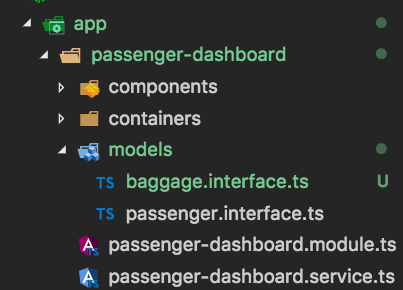 app
passenger-dashboard
components
containers
models
TS baggage.interface.ts U
TS passenger.interface.ts
passenger-dashboard.module.ts
passenger-dashboard.service.ts